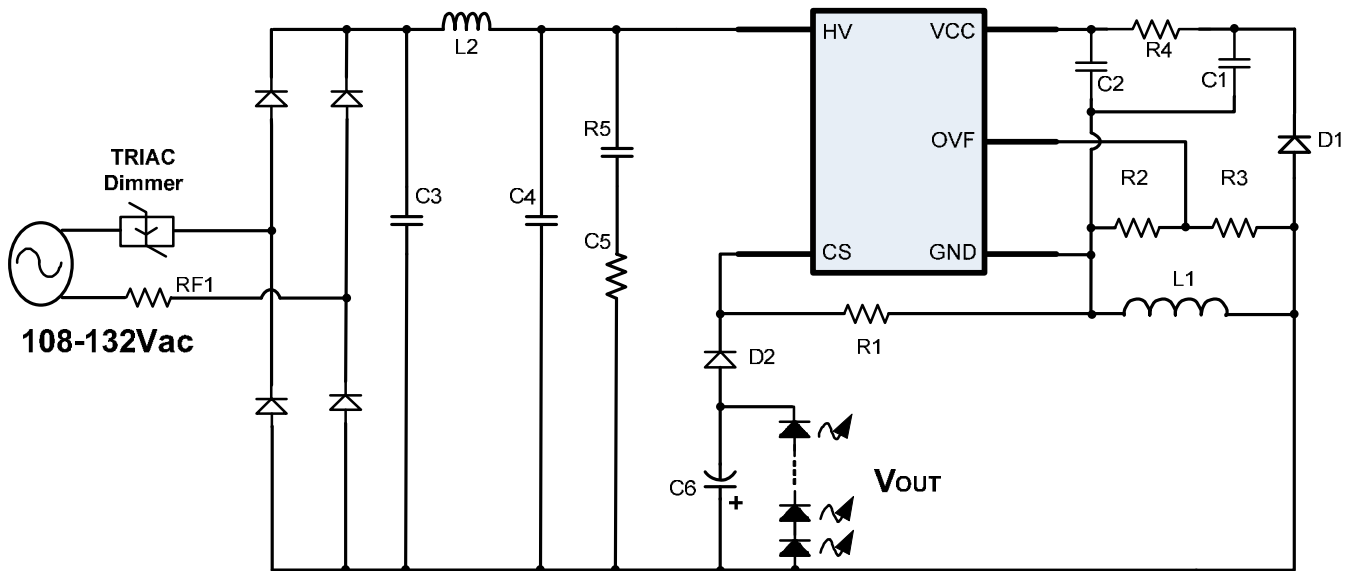 HV
VCC
L2
R4
C2
C1
R5
OVF
D1
TRIAC
Dimmer
R2
R3
C3
C4
C5
CS
GND
RF1
L1
108-132Vac
R1
D2
VOUT
C6
+